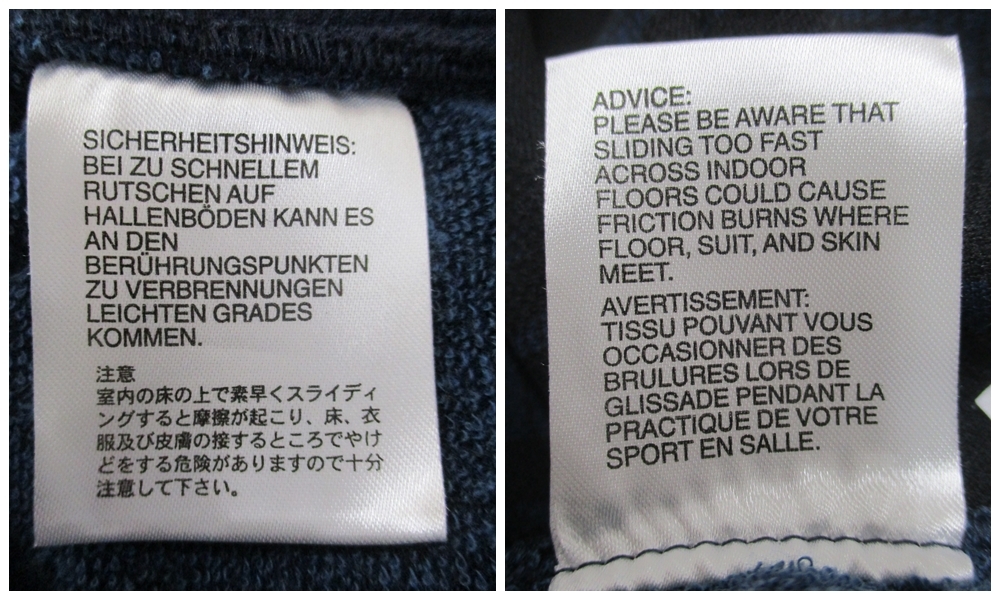 SICHERHEITSHINWEIS:
BEI ZU SCHNELLEM
RUTSCHEN AUF
HALLENBÖDEN KANN ES
AN DEN
BERÜHRUNGSPUNKTEN
ZU VERBRENNUNGEN
LEICHTEN GRADES
KOMMEN.
注意
室内の床の上で素早くスライディ
ングすると摩擦が起こり、床、衣
服及び皮膚の接するところでやけ
どをする危険がありますので十分
注意して下さい。
ADVICE:
PLEASE BE AWARE THAT
SLIDING TOO FAST
ACROSS INDOOR
FLOORS COULD CAUSE
FRICTION BURNS WHERE
FLOOR, SUIT, AND SKIN
MEET.
AVERTISSEMENT:
TISSU POUVANT VOUS
OCCASIONNER DES
BRULURES LORS DE
GLISSADE PENDANT LA
PRACTIQUE DE VOTRE
SPORT EN SALLE.